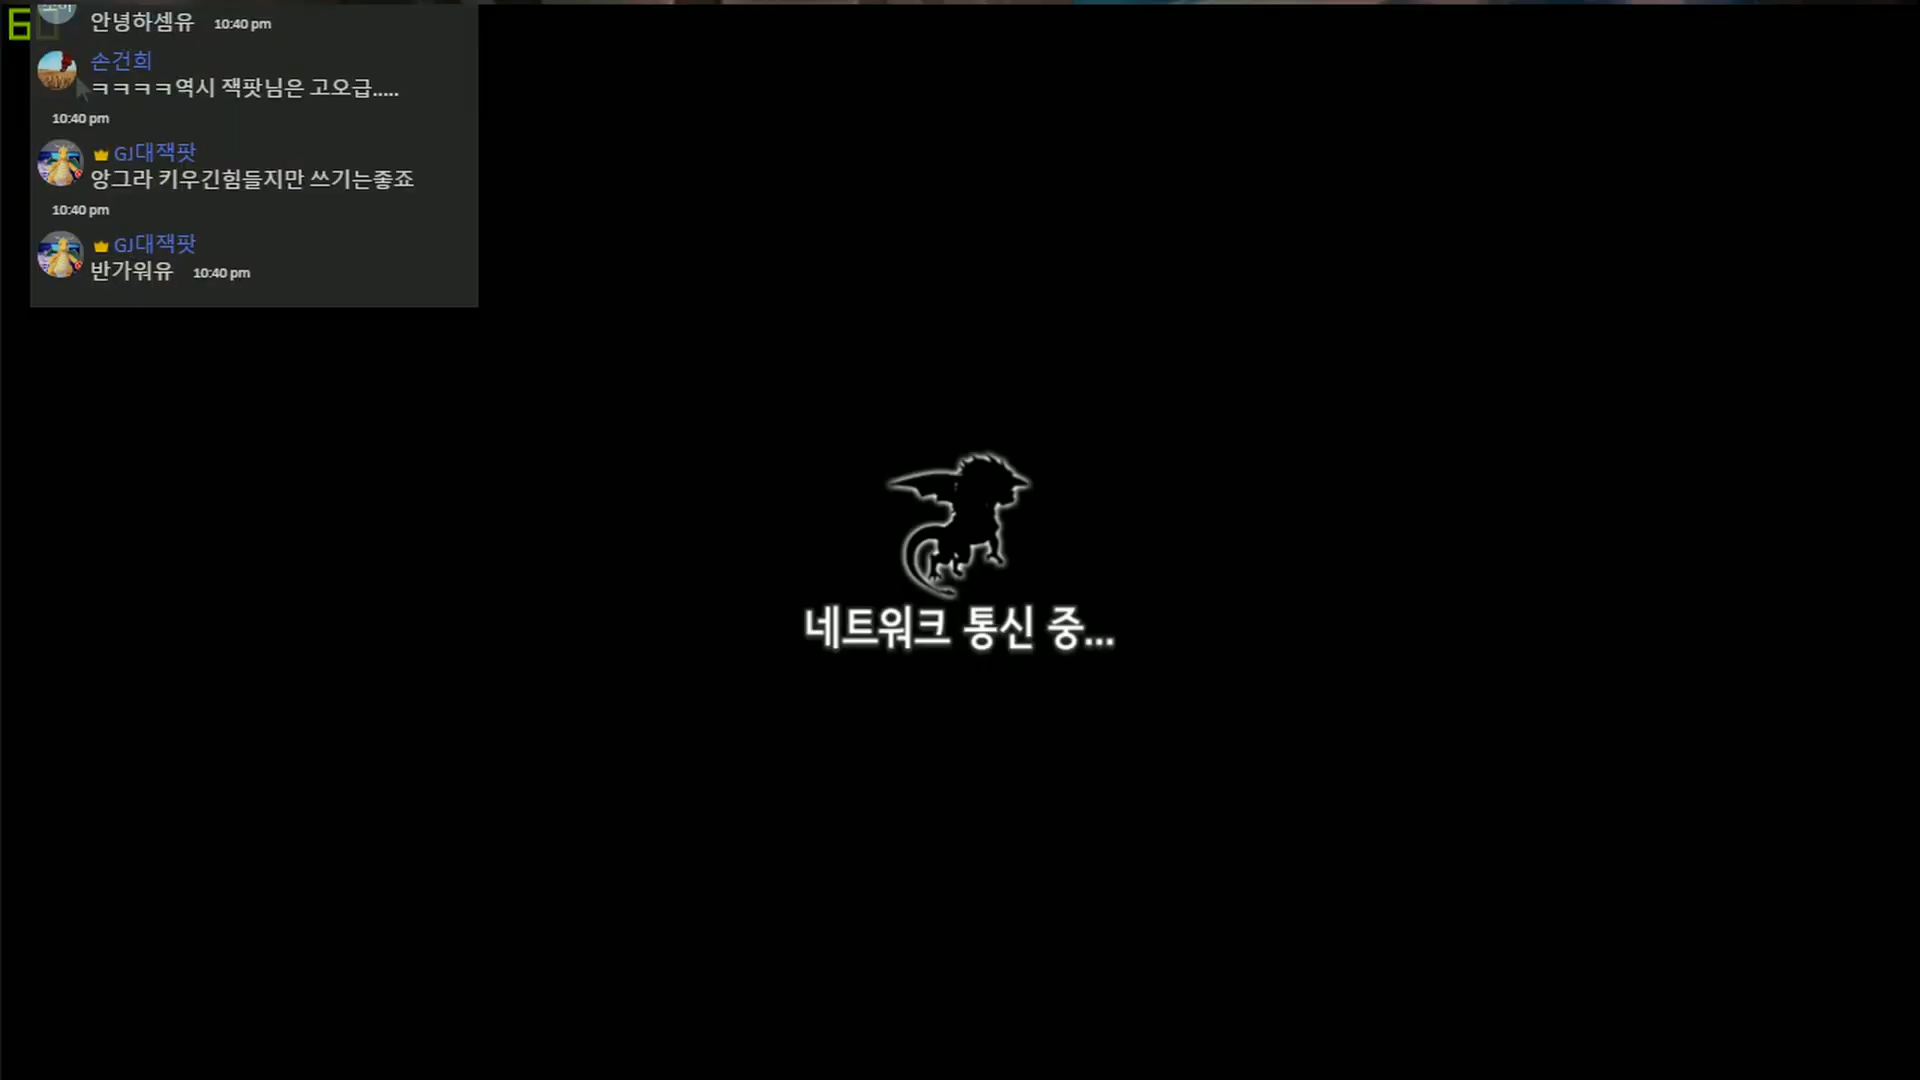 60
안녕하셈유 10:40 pm
손건희
ㅋㅋㅋㅋ역시 잭팟님은 고오급.....
10:40 pm
GJ대잭팟
앙그라 키우긴힘들지만 쓰기는좋죠
10:40 pm
GJ대잭팟
반가워유 10:40 pm
네트워크 통신 중...